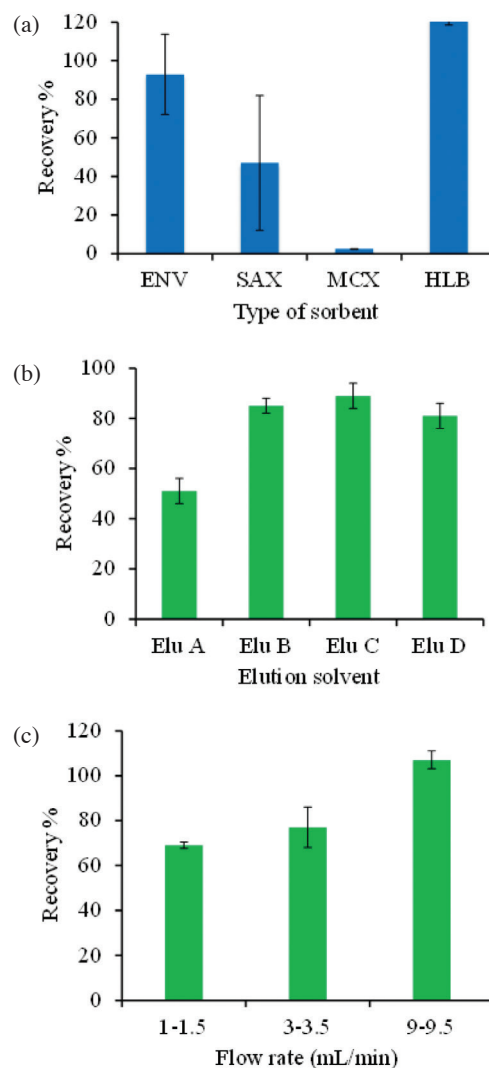 (a)
120
100
80
60
40
20
0
Recovery %
ENV SAX MCX HLB
Type of sorbent
(b)
100
80
60
40
20
0
Recovery %
Elu A Elu B Elu C Elu D
Elution solvent
(c)
120
100
80
60
40
20
0
Recovery %
1-1.5 3-3.5 9-9.5
Flow rate (mL/min)